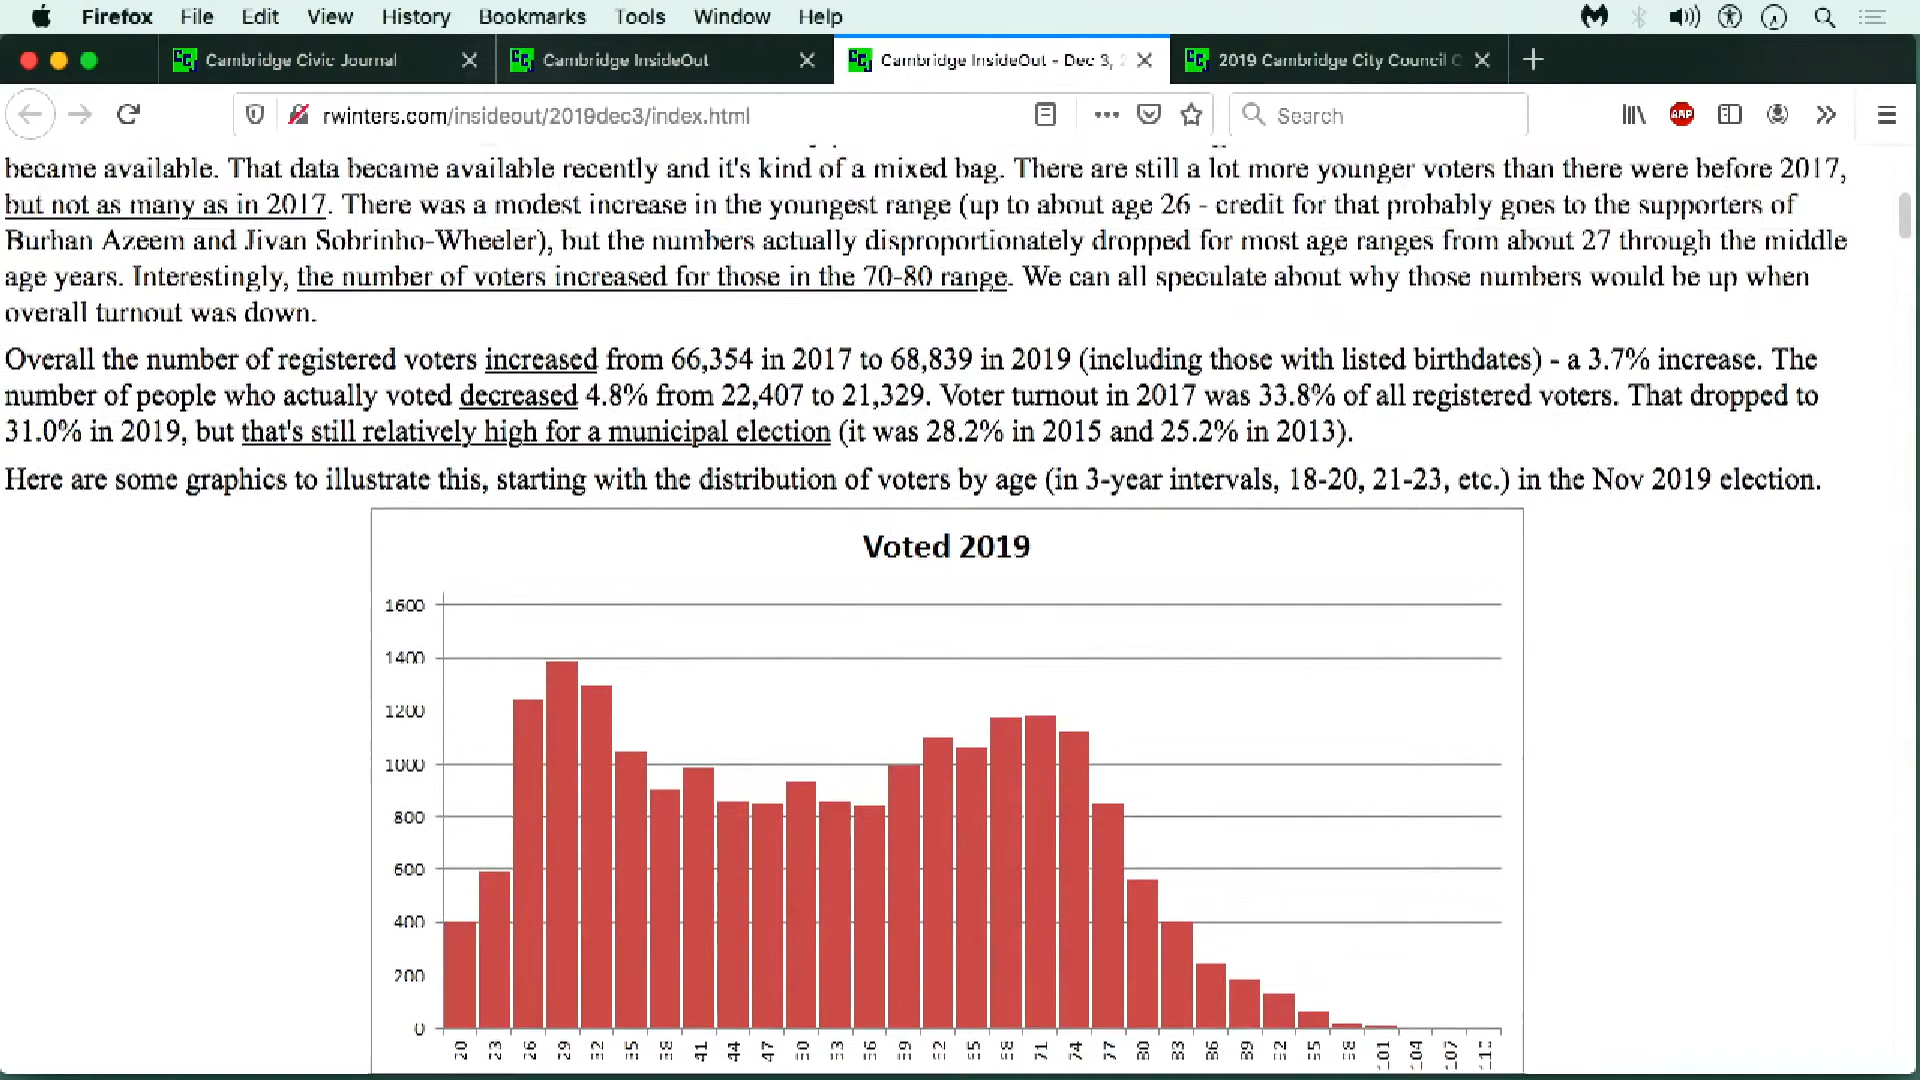 Firefox File Edit View History Bookmarks Tools Window Help
Cambridge Civic Journal Cambridge InsideOut Cambridge InsideOut - Dec 3, 2 2019 Cambridge City Council C
rwinters.com/insideout/2019dec3/index.html Search ABP
became available. That data became available recently and it's kind of a mixed bag. There are still a lot more younger voters than there were before 2017,
but not as many as in 2017. There was a modest increase in the youngest range (up to about age 26 - credit for that probably goes to the supporters of
Burhan Azeem and Jivan Sobrinho-Wheeler), but the numbers actually disproportionately dropped for most age ranges from about 27 through the middle
age years. Interestingly, the number of voters increased for those in the 70-80 range. We can all speculate about why those numbers would be up when
overall turnout was down.
Overall the number of registered voters increased from 66,354 in 2017 to 68,839 in 2019 (including those with listed birthdates) - a 3.7% increase. The
number of people who actually voted decreased 4.8% from 22,407 to 21,329. Voter turnout in 2017 was 33.8% of all registered voters. That dropped to
31.0% in 2019, but that's still relatively high for a municipal election (it was 28.2% in 2015 and 25.2% in 2013).
Here are some graphics to illustrate this, starting with the distribution of voters by age (in 3-year intervals, 18-20, 21-23, etc.) in the Nov 2019 election.
Voted 2019
1600
1400
1200
1000
800
600
400
200
0
20 23 26 29 32 35 38 41 44 47 50 53 56 59 62 65 68 71 74 77 80 83 86 89 92 95 98 101 104 107 110